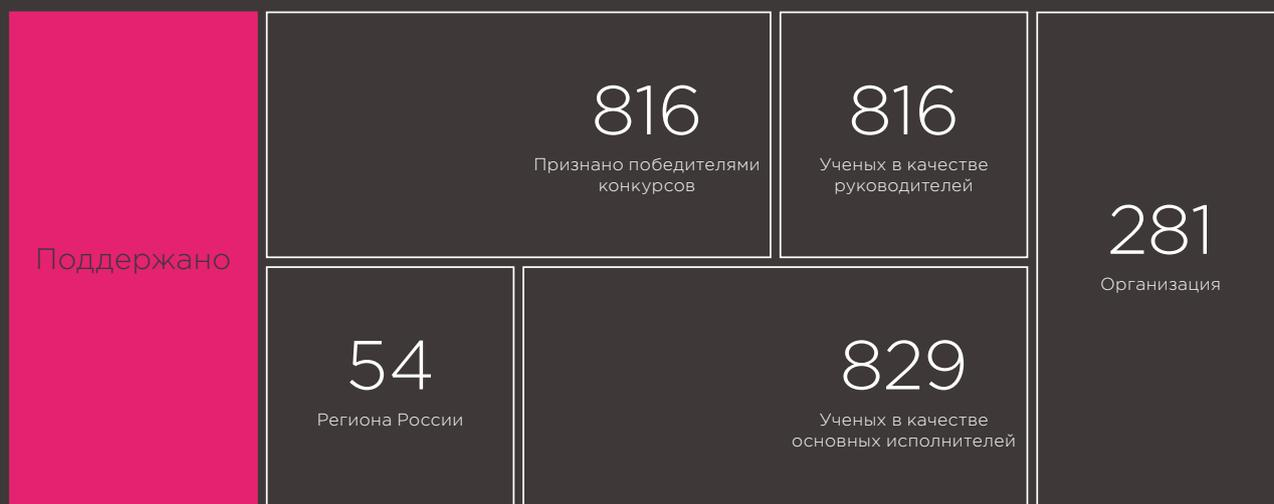 Поддержано
816
Признано победителями
конкурсов
816
Ученых в качестве
руководителей
281
Организация
54
Региона России
829
Ученых в качестве
основных исполнителей